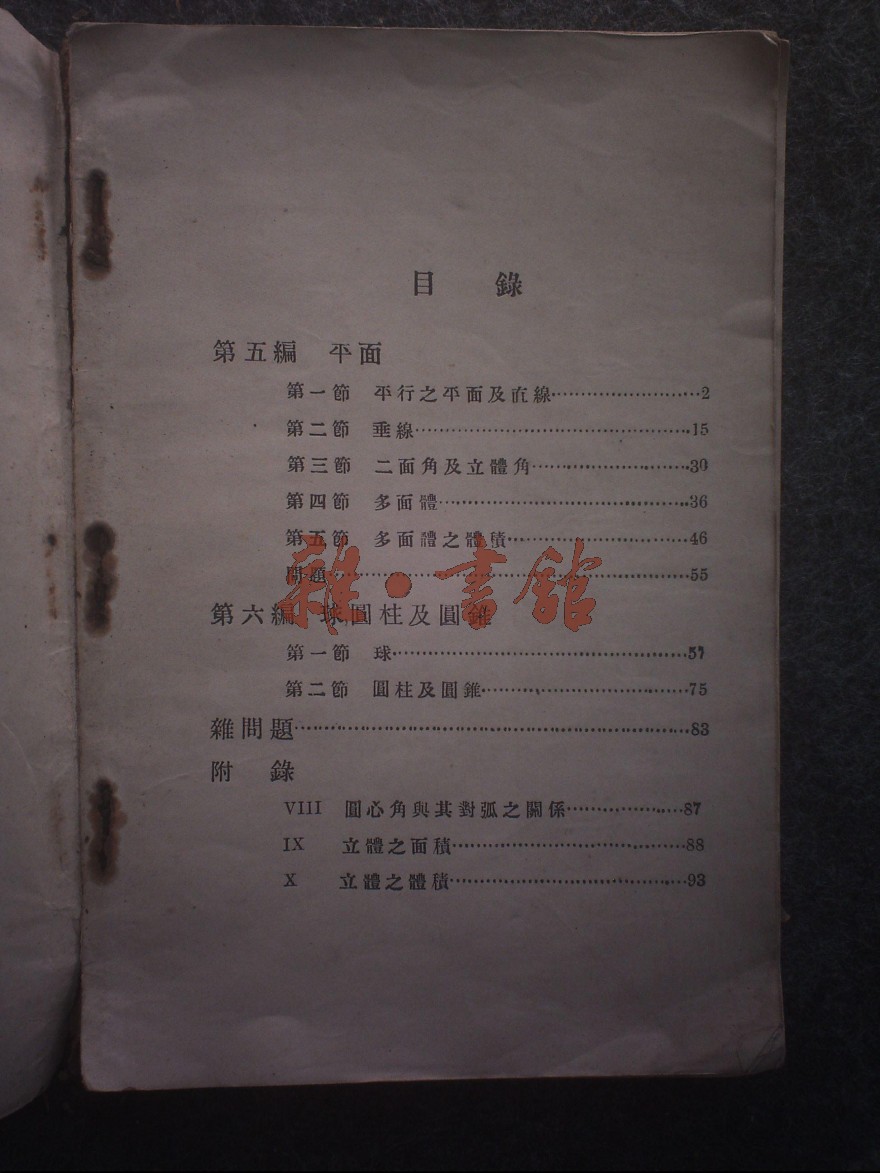 目錄
第五編 平面
第一節 平行之平面及直線……………………2
第二節 垂線……………………15
第三節 二面角及立體角……………………30
第四節 多面體……………………36
第五節 多面體之體積……………………46
問題……………………55
雜·書館
第六編 球圓柱及圓錐
第一節 球……………………57
第二節 圓柱及圓錐……………………75
雜問題……………………83
附錄
VIII 圓心角與其對弧之關係……………………87
IX 立體之面積……………………88
X 立體之體積……………………93